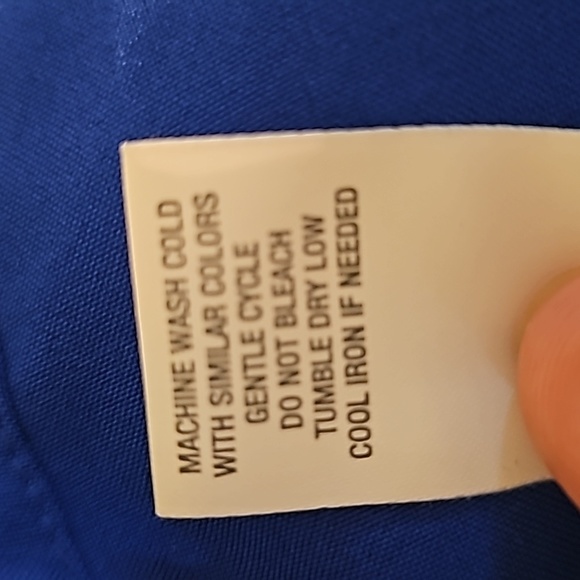 MACHINE WASH COLD
WITH SIMILAR COLORS
GENTLE CYCLE
DO NOT BLEACH
TUMBLE DRY LOW
COOL IRON IF NEEDED